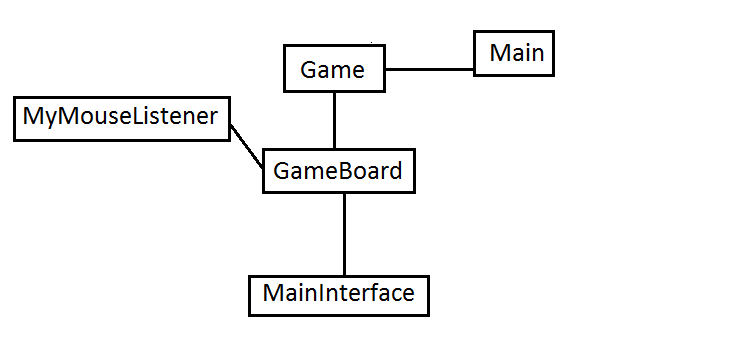 Main
Game
MyMouseListener
GameBoard
MainInterface